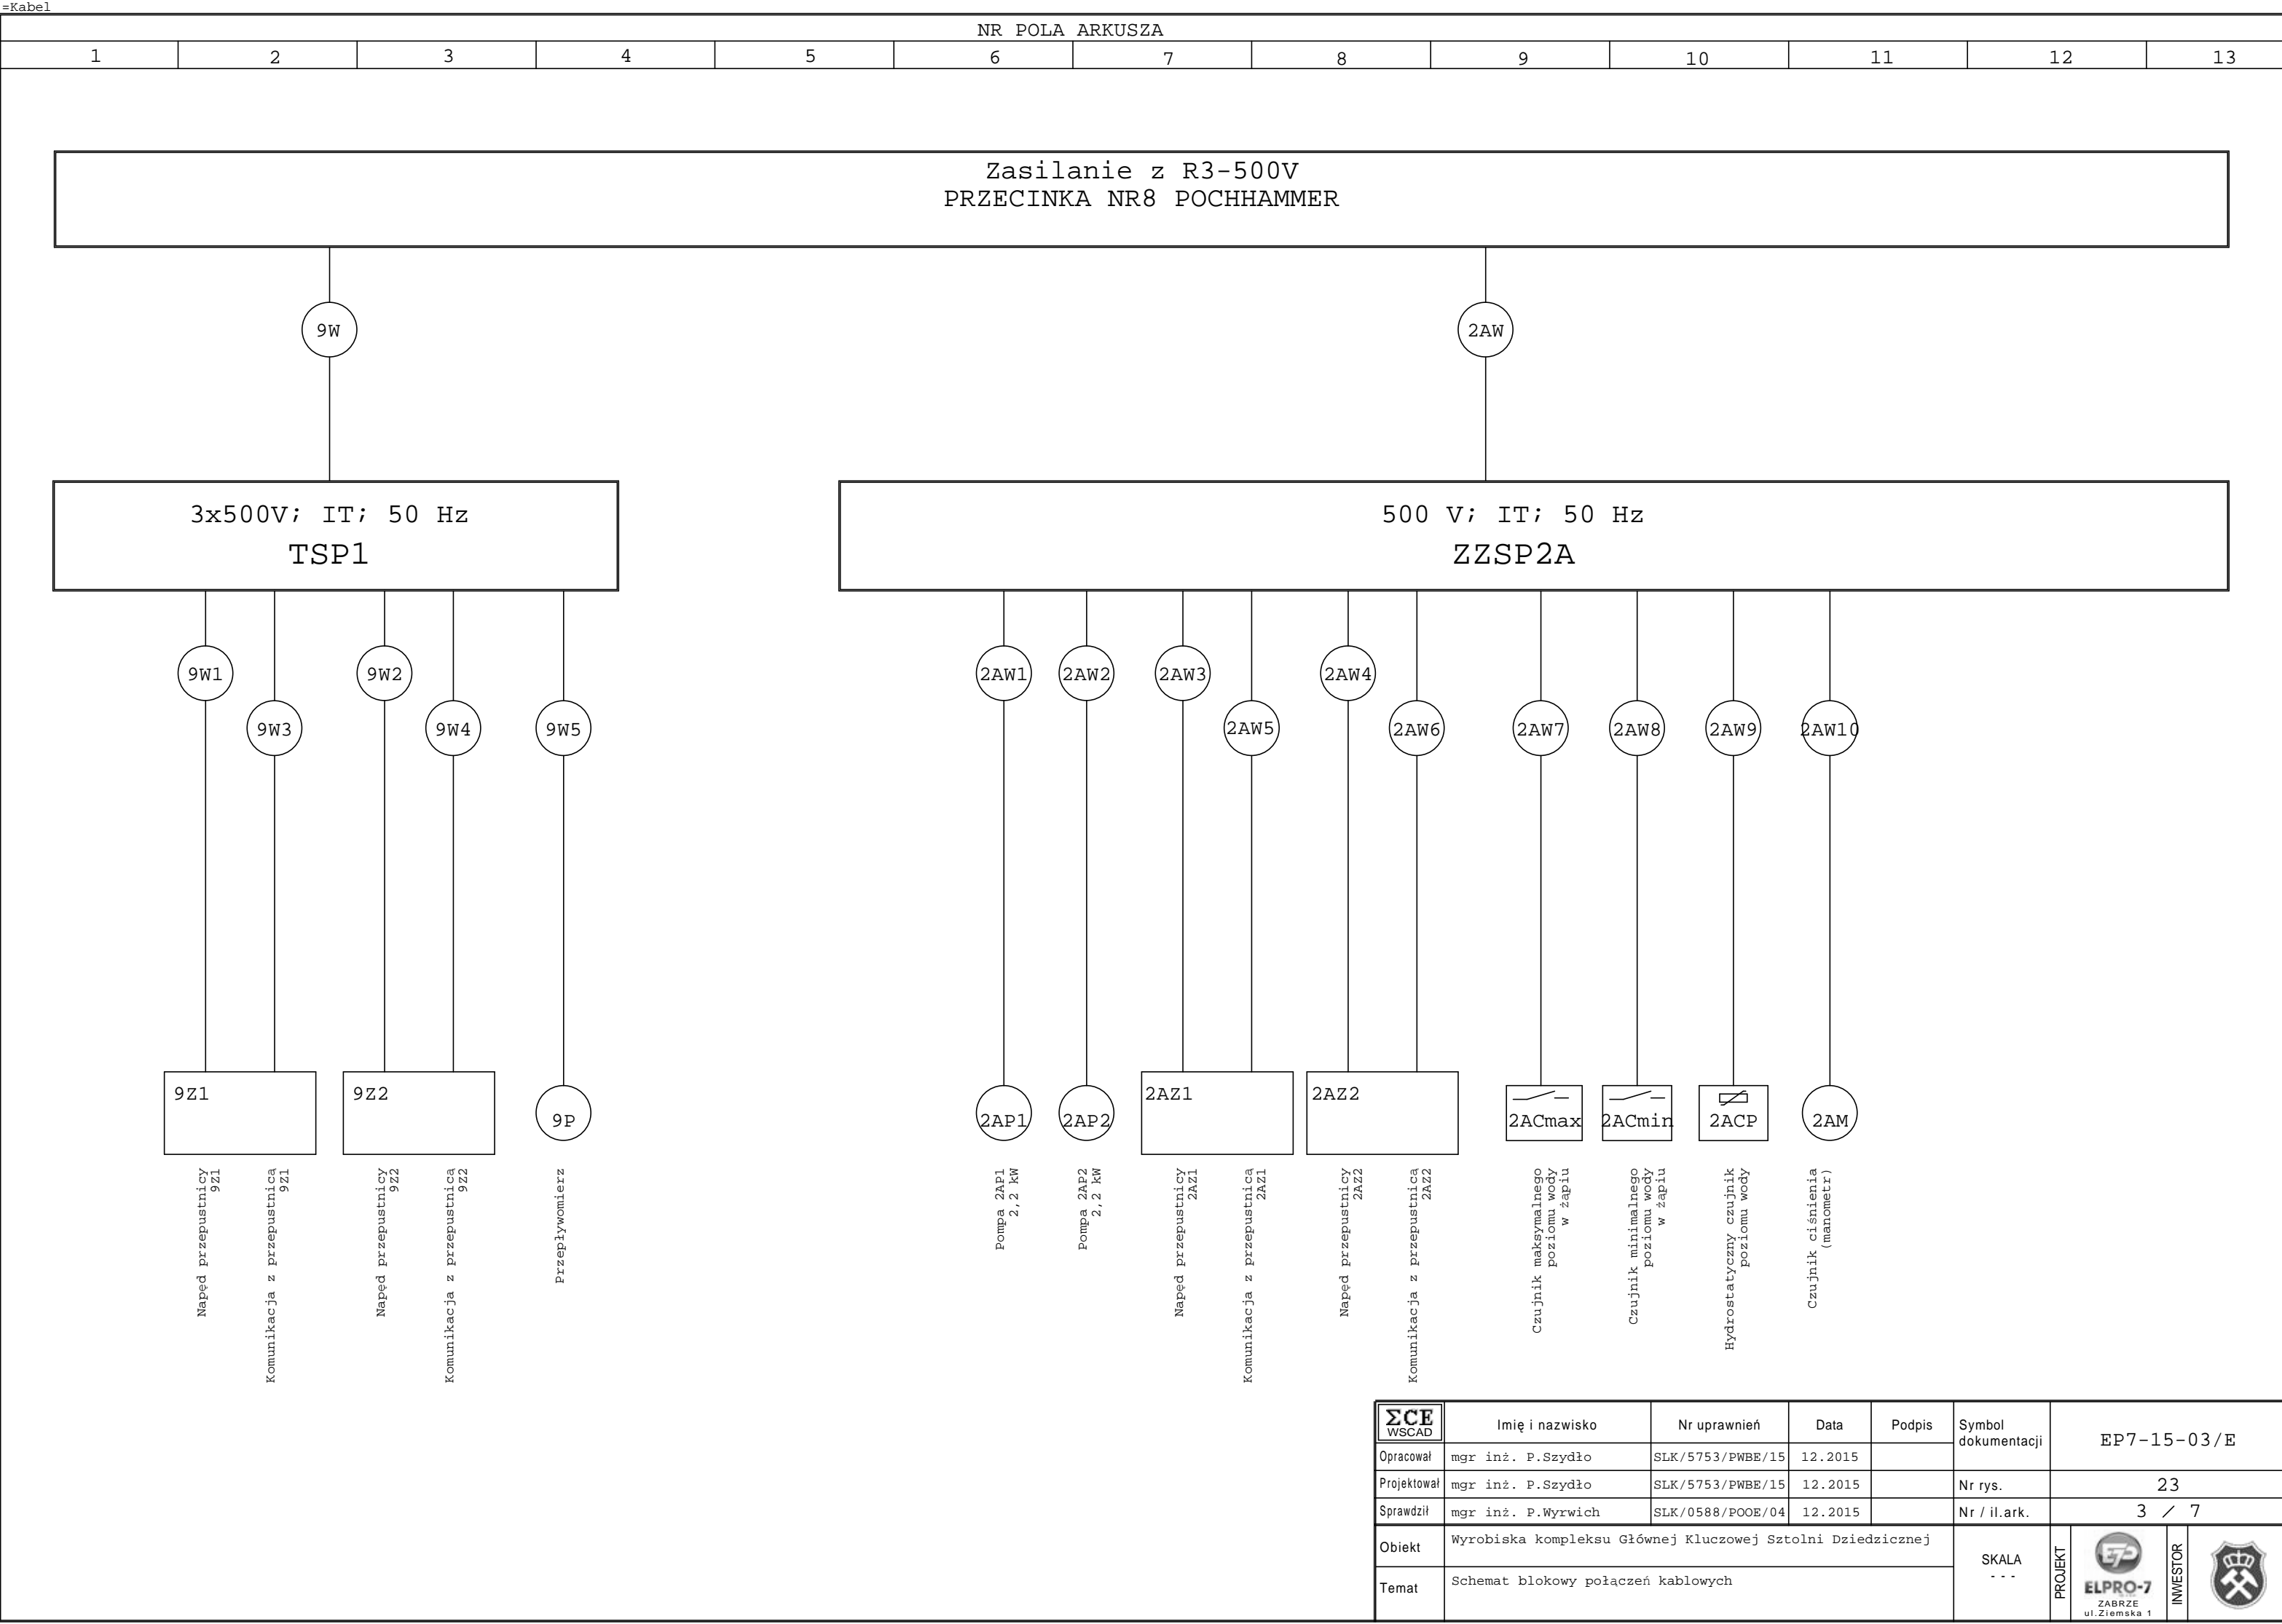 =Kabel
NR POLA ARKUSZA
1 2 3 4 5 6 7 8 9 10 11 12 13
Zasilanie z R3-500V
PRZECINKA NR8 POCHHAMMER
9W
2AW
3x500V; IT; 50 Hz
TSP1
500 V; IT; 50 Hz
ZZSP2A
9W1
9W2
2AW1
2AW2
2AW3
2AW4
9W3
9W4
9W5
2AW5
2AW6
2AW7
2AW8
2AW9
2AW10
9Z1
9Z2
9P
2AP1
2AP2
2AZ1
2AZ2
2ACmax
2ACmin
2ACP
2AM
Napęd przepustnicy
9Z1
Komunikacja z przepustnicą
9Z1
Napęd przepustnicy
9Z2
Komunikacja z przepustnicą
9Z2
Przepływomierz
Pompa 2AP1
2,2 kW
Pompa 2AP2
2,2 kW
Napęd przepustnicy
2AZ1
Komunikacja z przepustnicą
2AZ1
Napęd przepustnicy
2AZ2
Komunikacja z przepustnicą
2AZ2
Czujnik maksymalnego
poziomu wody
w żąpiu
Czujnik minimalnego
poziomu wody
w żąpiu
Hydrostatyczny czujnik
poziomu wody
Czujnik ciśnienia
(manometr)
ΣCE
WSCAD
Imię i nazwisko
Nr uprawnień
Data
Podpis
Symbol
dokumentacji
EP7-15-03/E
Opracował mgr inż. P.Szydło SLK/5753/PWBE/15 12.2015
Projektował mgr inż. P.Szydło SLK/5753/PWBE/15 12.2015
Nr rys. 23
Sprawdził mgr inż. P.Wyrwich SLK/0588/POOE/04 12.2015
Nr / il.ark. 3 / 7
Obiekt Wyrobiska kompleksu Głównej Kluczowej Sztolni Dziedzicznej
Temat Schemat blokowy połączeń kablowych
SKALA
- - -
PROJEKT
EP
ELPRO-7
ZABRZE
ul.Ziemska 1
INWESTOR